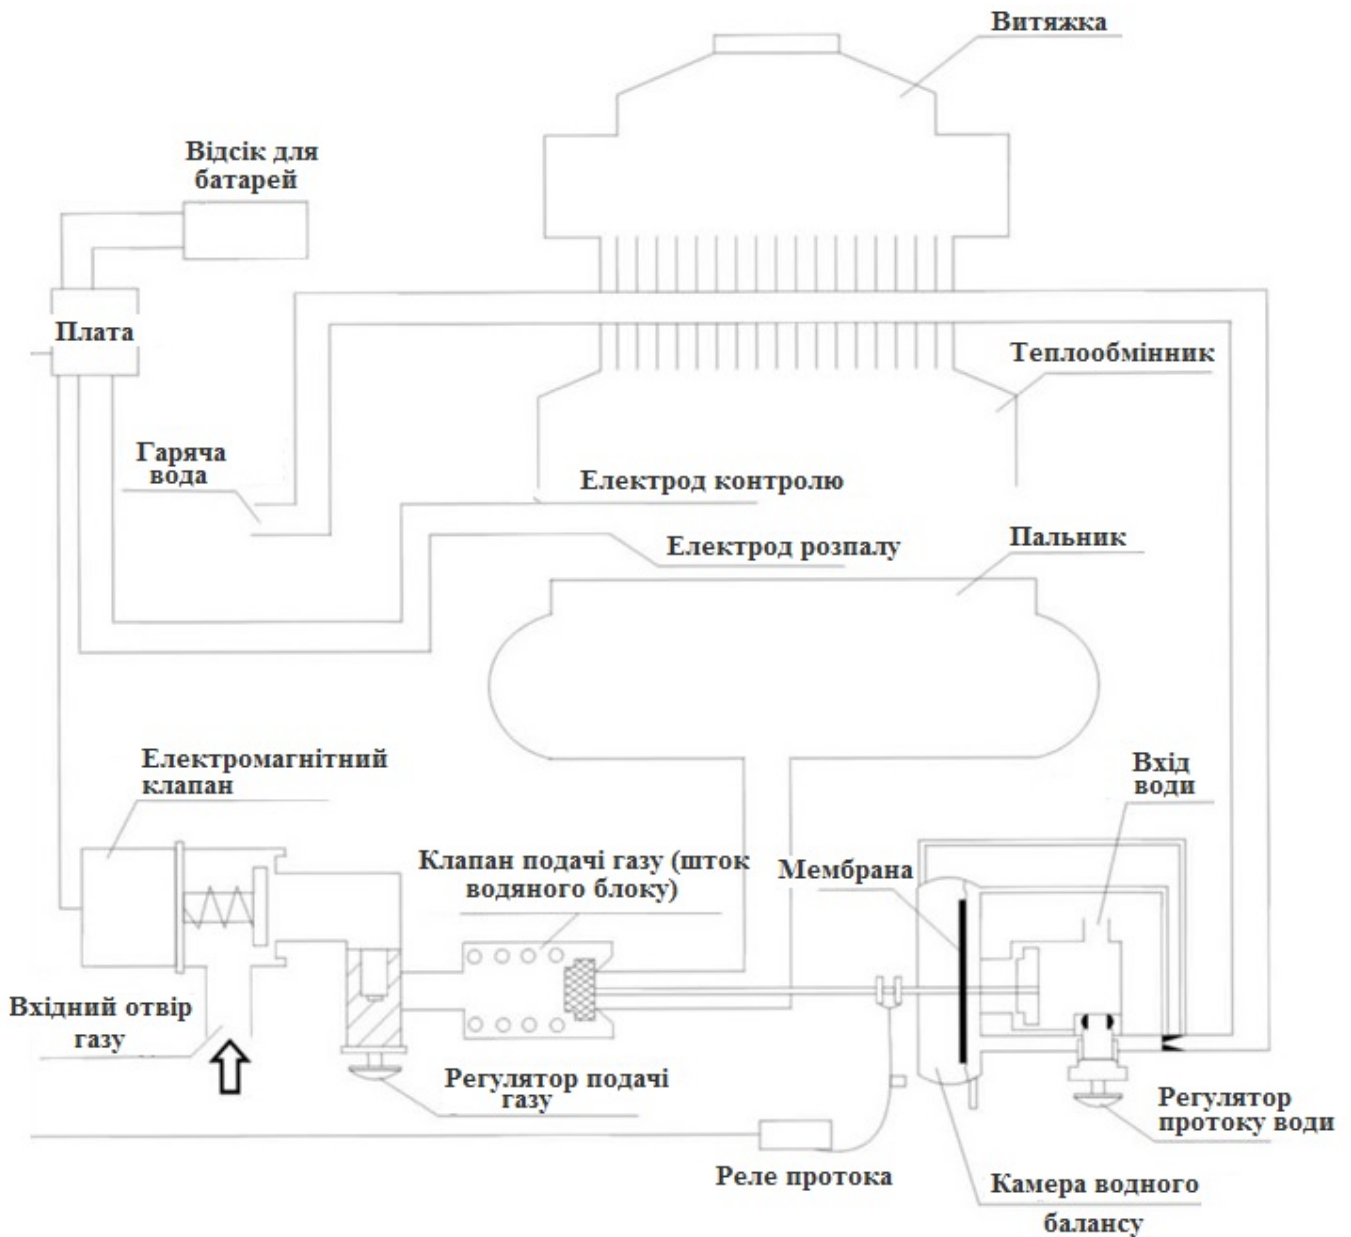 Витяжка
Відсік для
батарей
Плата
Теплообмінник
Гаряча
вода
Електрод контролю
Електрод розпалу
Пальник
Електромагнітний
клапан
Вхід
води
Клапан подачі газу (шток
водяного блоку)
Мембрана
Вхідний отвір
газу
Регулятор подачі
газу
Регулятор
протоку води
Реле протока
Камера водного
балансу